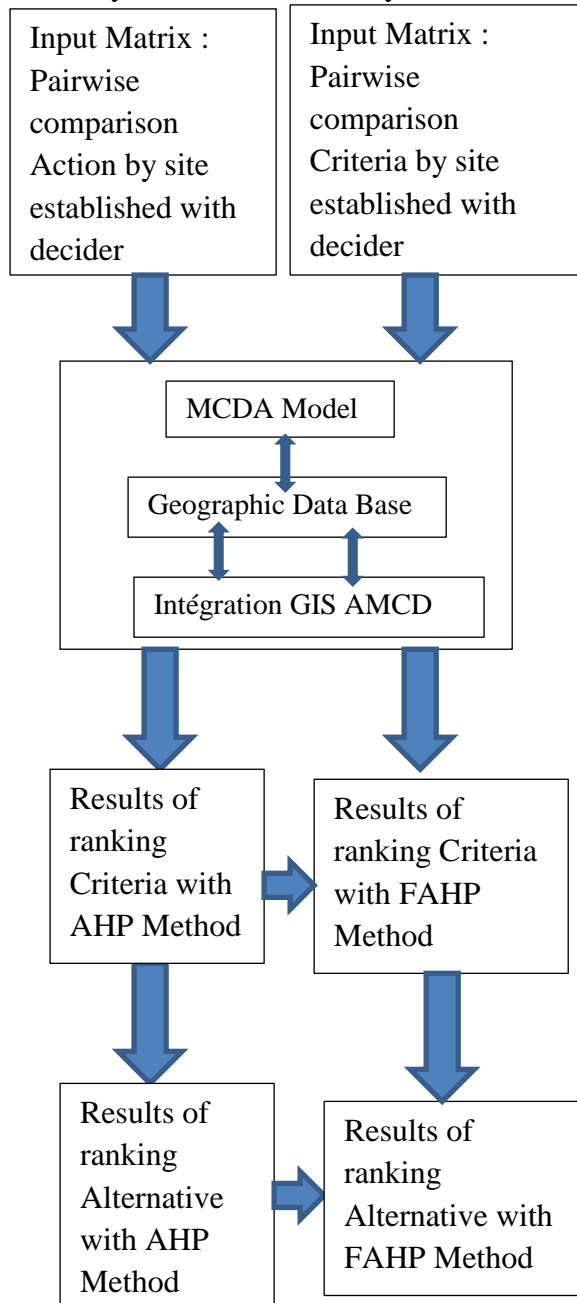 Input Matrix :
Pairwise
comparison
Action by site
established with
decider
Input Matrix :
Pairwise
comparison
Criteria by site
established with
decider
MCDA Model
Geographic Data Base
Intégration GIS AMCD
Results of
ranking
Criteria with
AHP Method
Results of
ranking Criteria
with FAHP
Method
Results of
ranking
Alternative
with AHP
Method
Results of
ranking
Alternative with
FAHP Method